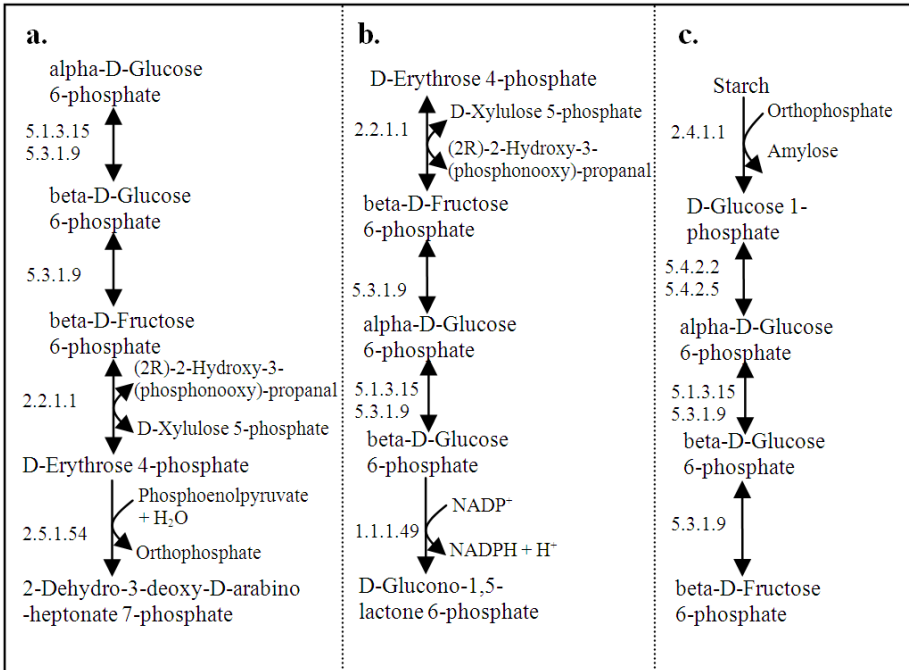 a.
alpha-D-Glucose
6-phosphate
5.1.3.15
5.3.1.9
beta-D-Glucose
6-phosphate
5.3.1.9
beta-D-Fructose
6-phosphate
(2R)-2-Hydroxy-3-
(phosphonooxy)-propanal
2.2.1.1
D-Xylulose 5-phosphate
D-Erythrose 4-phosphate
Phosphoenolpyruvate
+ H₂O
2.5.1.54
Orthophosphate
2-Dehydro-3-deoxy-D-arabino
-heptonate 7-phosphate
b.
D-Erythrose 4-phosphate
D-Xylulose 5-phosphate
2.2.1.1
(2R)-2-Hydroxy-3-
(phosphonooxy)-propanal
beta-D-Fructose
6-phosphate
5.3.1.9
alpha-D-Glucose
6-phosphate
5.1.3.15
5.3.1.9
beta-D-Glucose
6-phosphate
NADP⁺
1.1.1.49
NADPH + H⁺
D-Glucono-1,5-
lactone 6-phosphate
c.
Starch
Orthophosphate
2.4.1.1
Amylose
D-Glucose 1-
phosphate
5.4.2.2
5.4.2.5
alpha-D-Glucose
6-phosphate
5.1.3.15
5.3.1.9
beta-D-Glucose
6-phosphate
5.3.1.9
beta-D-Fructose
6-phosphate